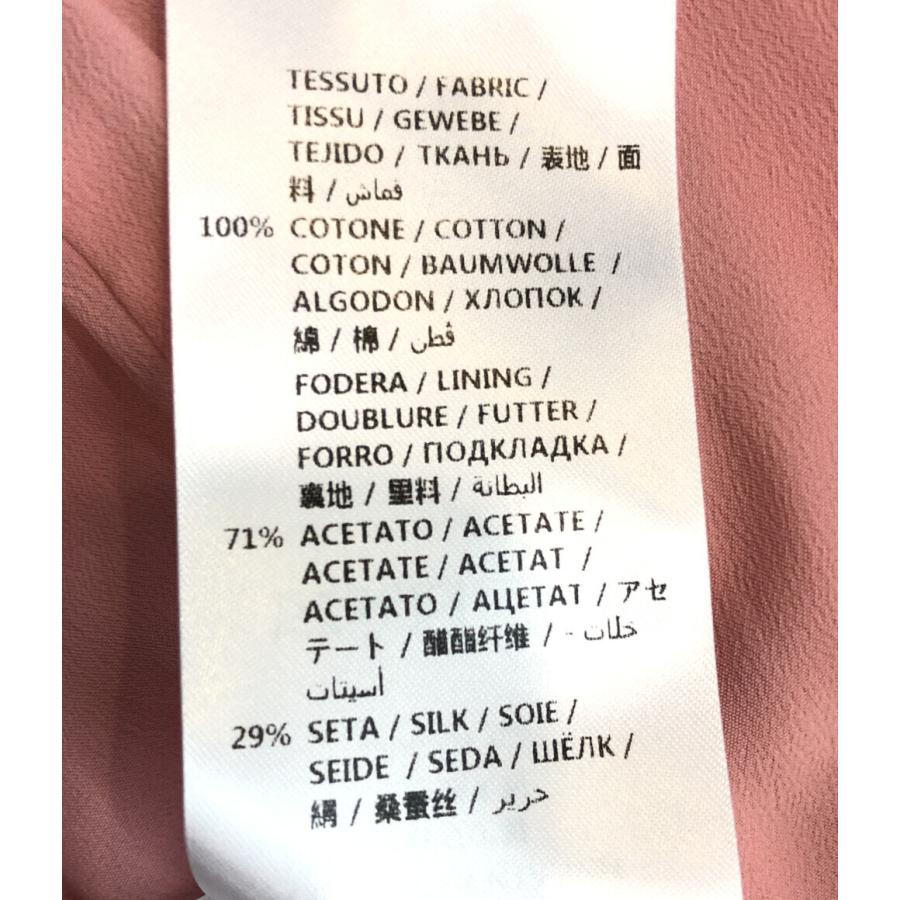 TESSUTO / FABRIC /
TISSU / GEWEBE /
TEJIDO / ТКАНЬ / 表地 / 面
料 / قماش
100% COTONE / COTTON /
COTON / BAUMWOLLE /
ALGODON / ХЛОПОК /
綿 / 棉 / قطن
FODERA / LINING /
DOUBLURE / FUTTER /
FORRO / ПОДКЛАДКА /
裏地 / 里料 / البطانة
71% ACETATO / ACETATE /
ACETATE / ACETAT /
ACETATO / АЦЕТАТ / アセ
テート / 醋酯纤维 / خلات -
أسيتات
29% SETA / SILK / SOIE /
SEIDE / SEDA / ШЁЛК /
絹 / 桑蚕丝 / حرير